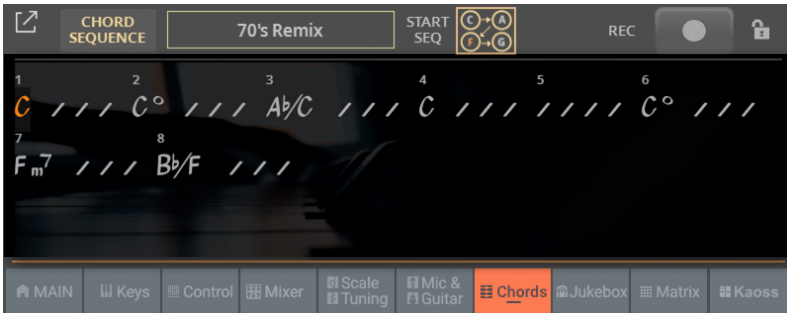 CHORD SEQUENCE
70's Remix
START SEQ
C A F G
REC
1 2 3 4 5 6
C / / / C° / / / A♭/C / / / C / / / / / / / C° / / /
7 8
Fm7 / / / B♭/F / / /
MAIN Keys Control Mixer Scale Tuning Mic & Guitar Chords Jukebox Matrix Kaoss